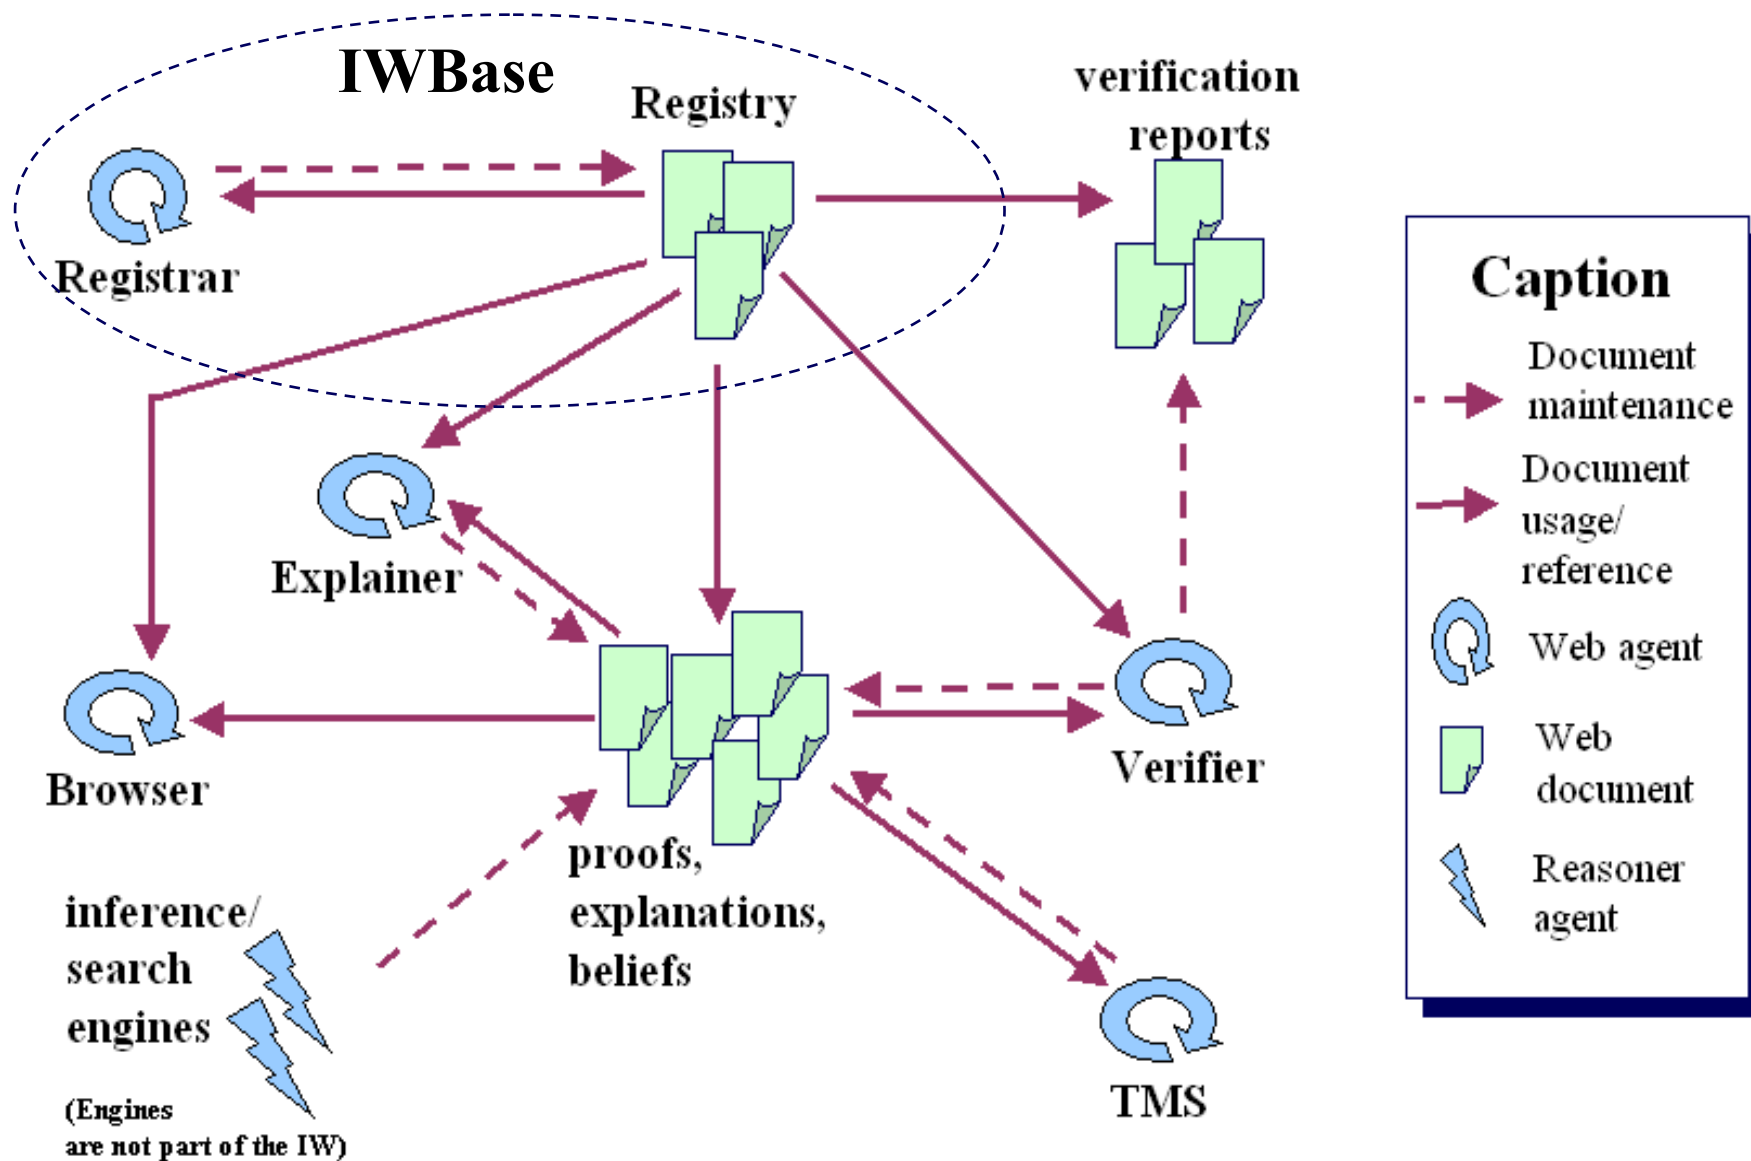 IWBase
Registry
verification
reports
Registrar
Explainer
Browser
Verifier
proofs,
explanations,
beliefs
inference/
search
engines
(Engines
are not part of the IW)
TMS
Caption
Document
maintenance
Document
usage/
reference
Web agent
Web
document
Reasoner
agent